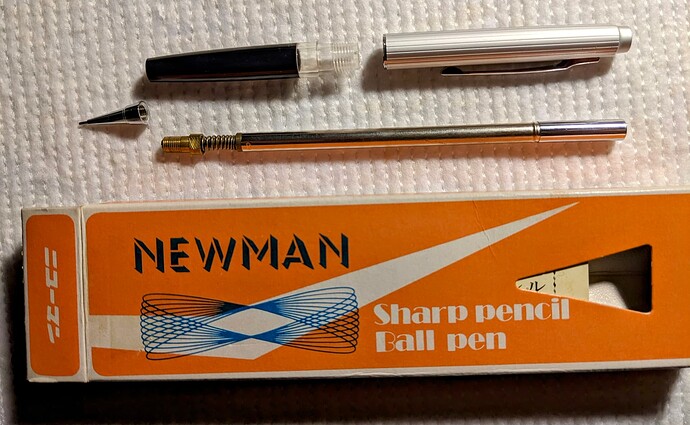 ニューマン
NEWMAN
Sharp pencil
Ball pen